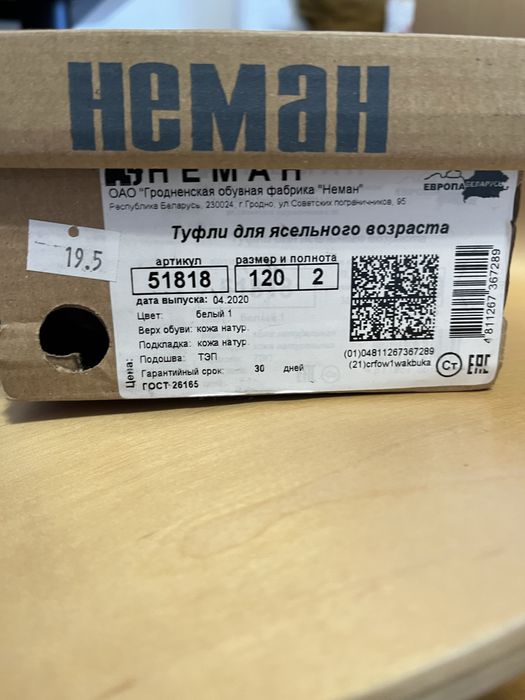 неман
НЕМАН
ОАО "Гродненская обувная фабрика "Неман"
Республика Беларусь, 230024, г Гродно, ул.Советских пограничников, 95
ЕВРОПА БЕЛАРУСЬ
Туфли для ясельного возраста
19.5
артикул размер и полнота
51818 120 2
дата выпуска: 04.2020
Цвет: белый 1
Верх обуви: кожа натур.
Подкладка: кожа натур.
Подошва: ТЭП
Гарантийный срок: 30 дней
ГОСТ 26165
Цена:
(01)04811267367289
(21)crfow1wakbuka
4811267367289
Ст
EAC